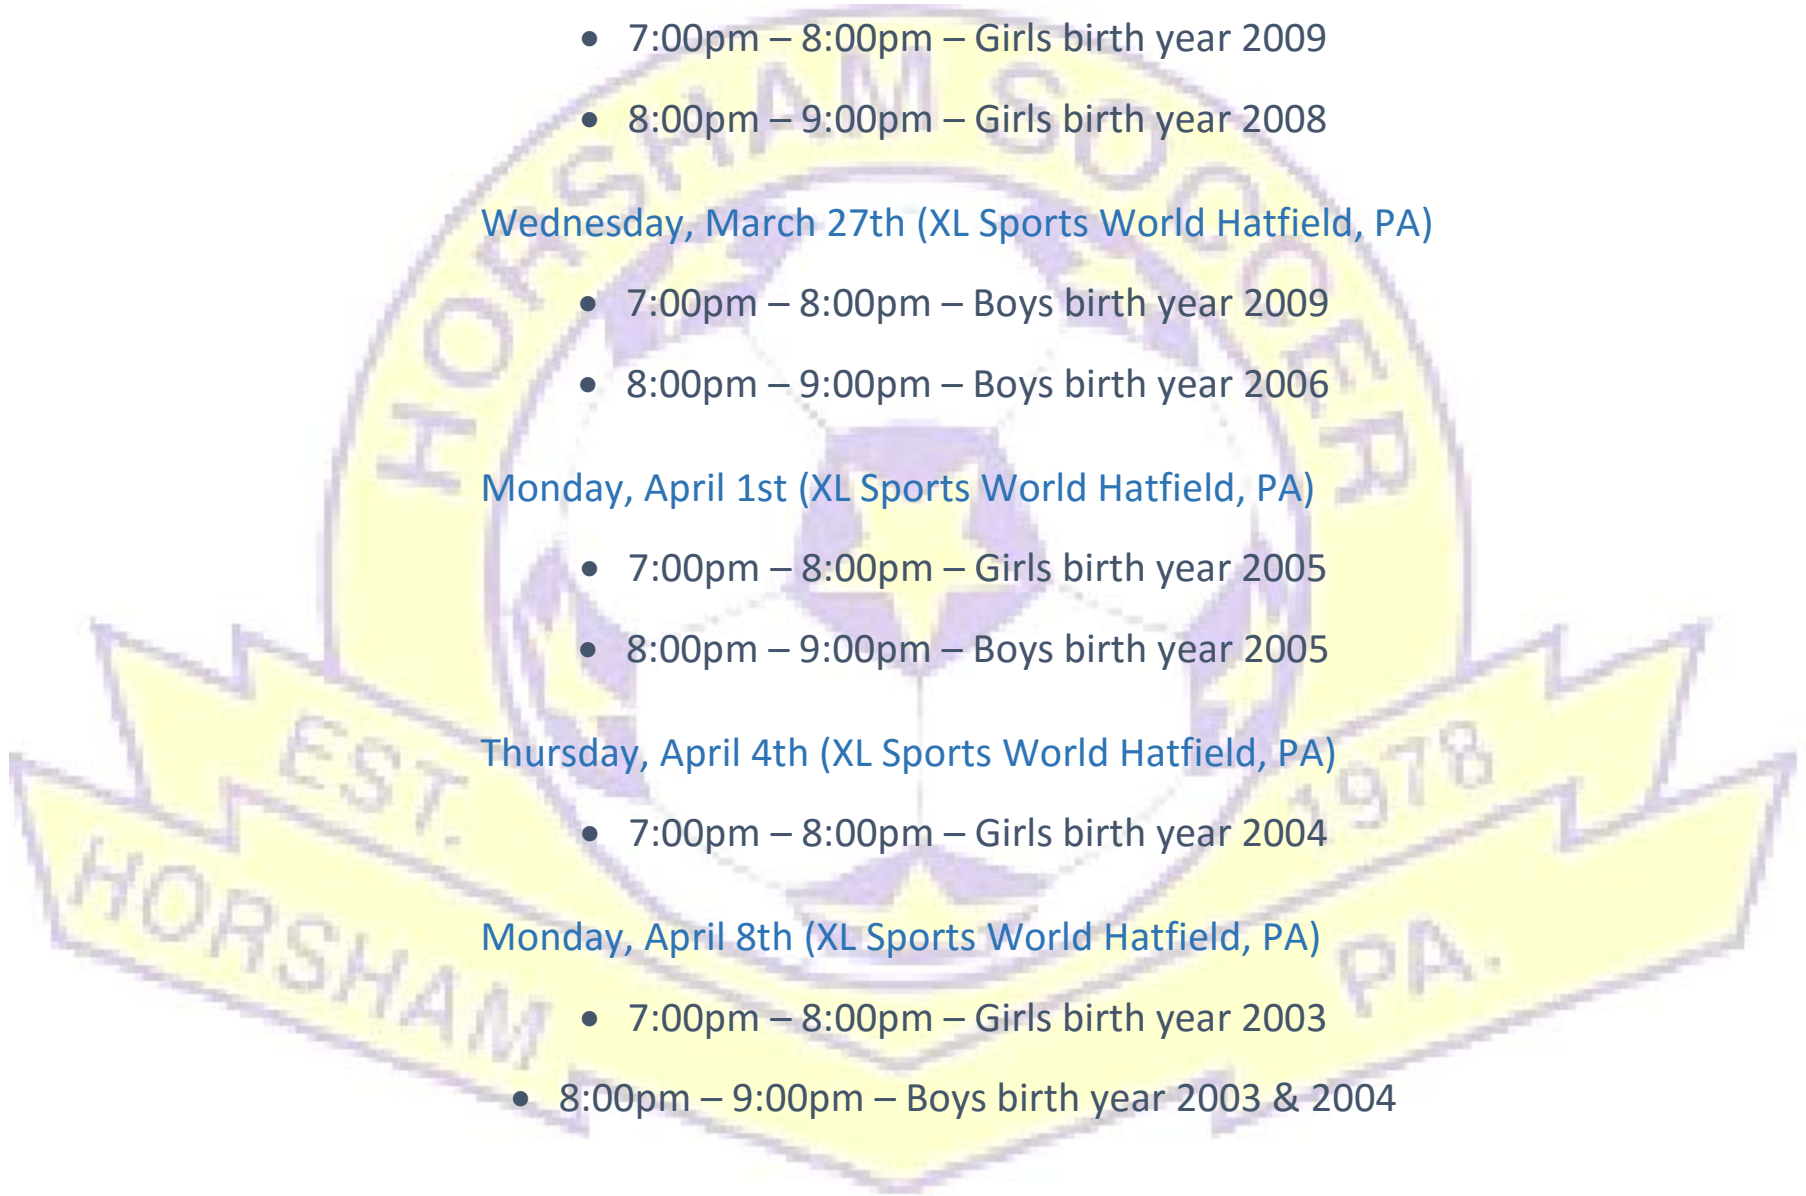 • 7:00pm – 8:00pm – Girls birth year 2009
• 8:00pm – 9:00pm – Girls birth year 2008
Wednesday, March 27th (XL Sports World Hatfield, PA)
• 7:00pm – 8:00pm – Boys birth year 2009
• 8:00pm – 9:00pm – Boys birth year 2006
Monday, April 1st (XL Sports World Hatfield, PA)
• 7:00pm – 8:00pm – Girls birth year 2005
• 8:00pm – 9:00pm – Boys birth year 2005
Thursday, April 4th (XL Sports World Hatfield, PA)
• 7:00pm – 8:00pm – Girls birth year 2004
Monday, April 8th (XL Sports World Hatfield, PA)
• 7:00pm – 8:00pm – Girls birth year 2003
• 8:00pm – 9:00pm – Boys birth year 2003 & 2004
HORSHAM SOCCER
EST. 1978
HORSHAM PA.